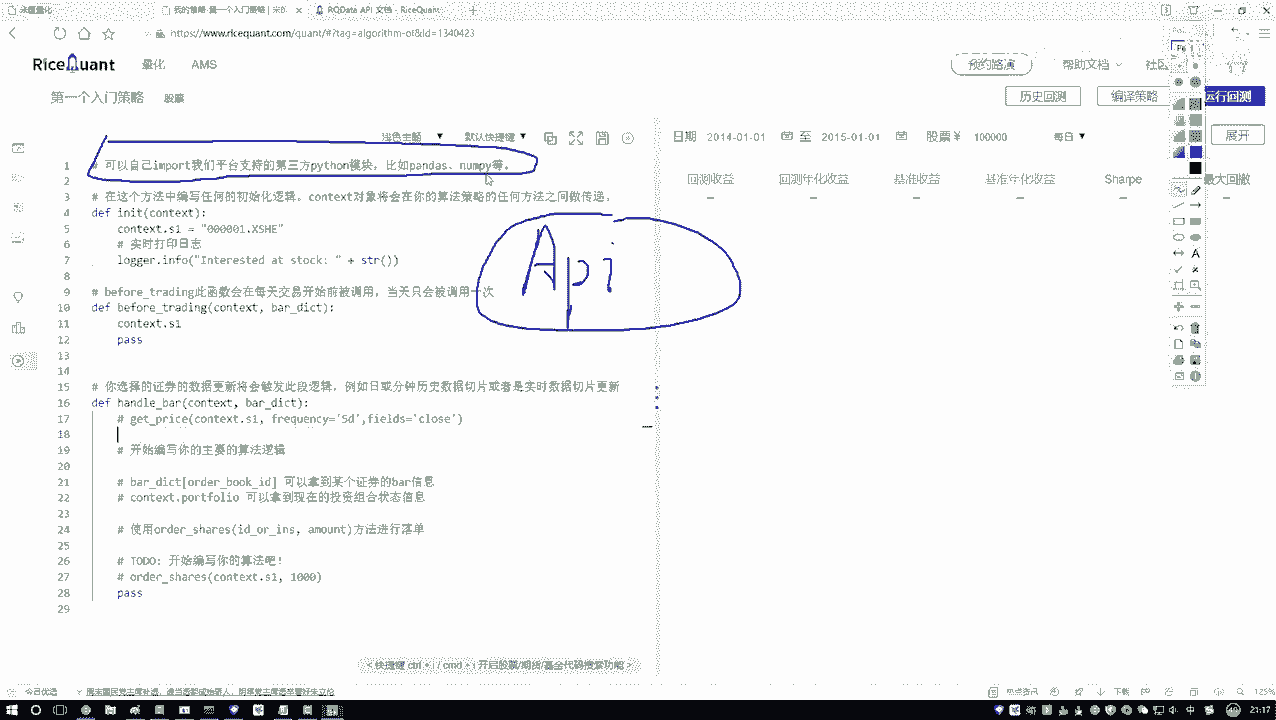 我的策略-第一个入门策略
RQData API 文档 - RiceQuant
https://www.ricequant.com/quant/#?tag=algorithm-of&id=1340423
RiceQuant 量化 AMS 预约路演 帮助文档 社区
第一个入门策略 股票 历史回测 编译策略 运行回测
浅色主题 默认快捷键 日期 2014-01-01 至 2015-01-01 股票 ¥ 100000 每日 展开
回测收益 回测年化收益 基准收益 基准年化收益 Sharpe 最大回撤
1 # 可以自己import我们平台支持的第三方python模块，比如pandas、numpy等。
2
3 # 在这个方法中编写任何的初始化逻辑。context对象将会在你的算法策略的任何方法之间做传递。
4 def init(context):
5 context.s1 = "000001.XSHE"
6 # 实时打印日志
7 logger.info("Interested at stock: " + str())
8
9 # before_trading此函数会在每天交易开始前被调用，当天只会被调用一次
10 def before_trading(context, bar_dict):
11 context.s1
12 pass
13
14
15 # 你选择的证券的数据更新将会触发此段逻辑，例如日或分钟历史数据切片或者是实时数据切片更新
16 def handle_bar(context, bar_dict):
17 # get_price(context.s1, frequency='5d',fields='close')
18
19 # 开始编写你的主要的算法逻辑
20
21 # bar_dict[order_book_id] 可以拿到某个证券的bar信息
22 # context.portfolio 可以拿到现在的投资组合状态信息
23
24 # 使用order_shares(id_or_ins, amount)方法进行落单
25
26 # TODO: 开始编写你的算法吧！
27 # order_shares(context.s1, 1000)
28 pass
29
Api
快捷键 ctrl + i / cmd + i 开启股票/期货/基金代码搜索功能
今日优选
热点资讯 下载 125%
21:17